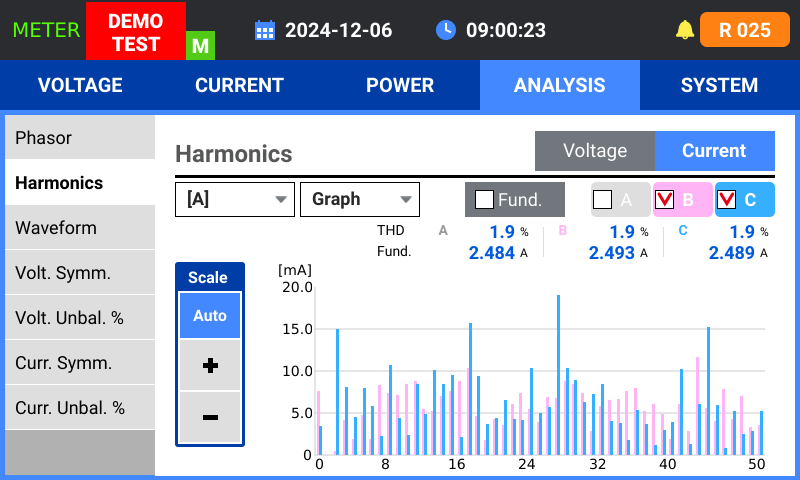 METER
DEMO
TEST
M
2024-12-06
09:00:23
R 025
VOLTAGE
CURRENT
POWER
ANALYSIS
SYSTEM
Phasor
Harmonics
Waveform
Volt. Symm.
Volt. Unbal. %
Curr. Symm.
Curr. Unbal. %
Harmonics
Voltage
Current
[A]
Graph
Fund.
A
B
C
THD A 1.9 % B 1.9 % C 1.9 %
Fund. 2.484 A 2.493 A 2.489 A
Scale
Auto
+
−
[mA]
20.0
15.0
10.0
5.0
0
0 8 16 24 32 40 50